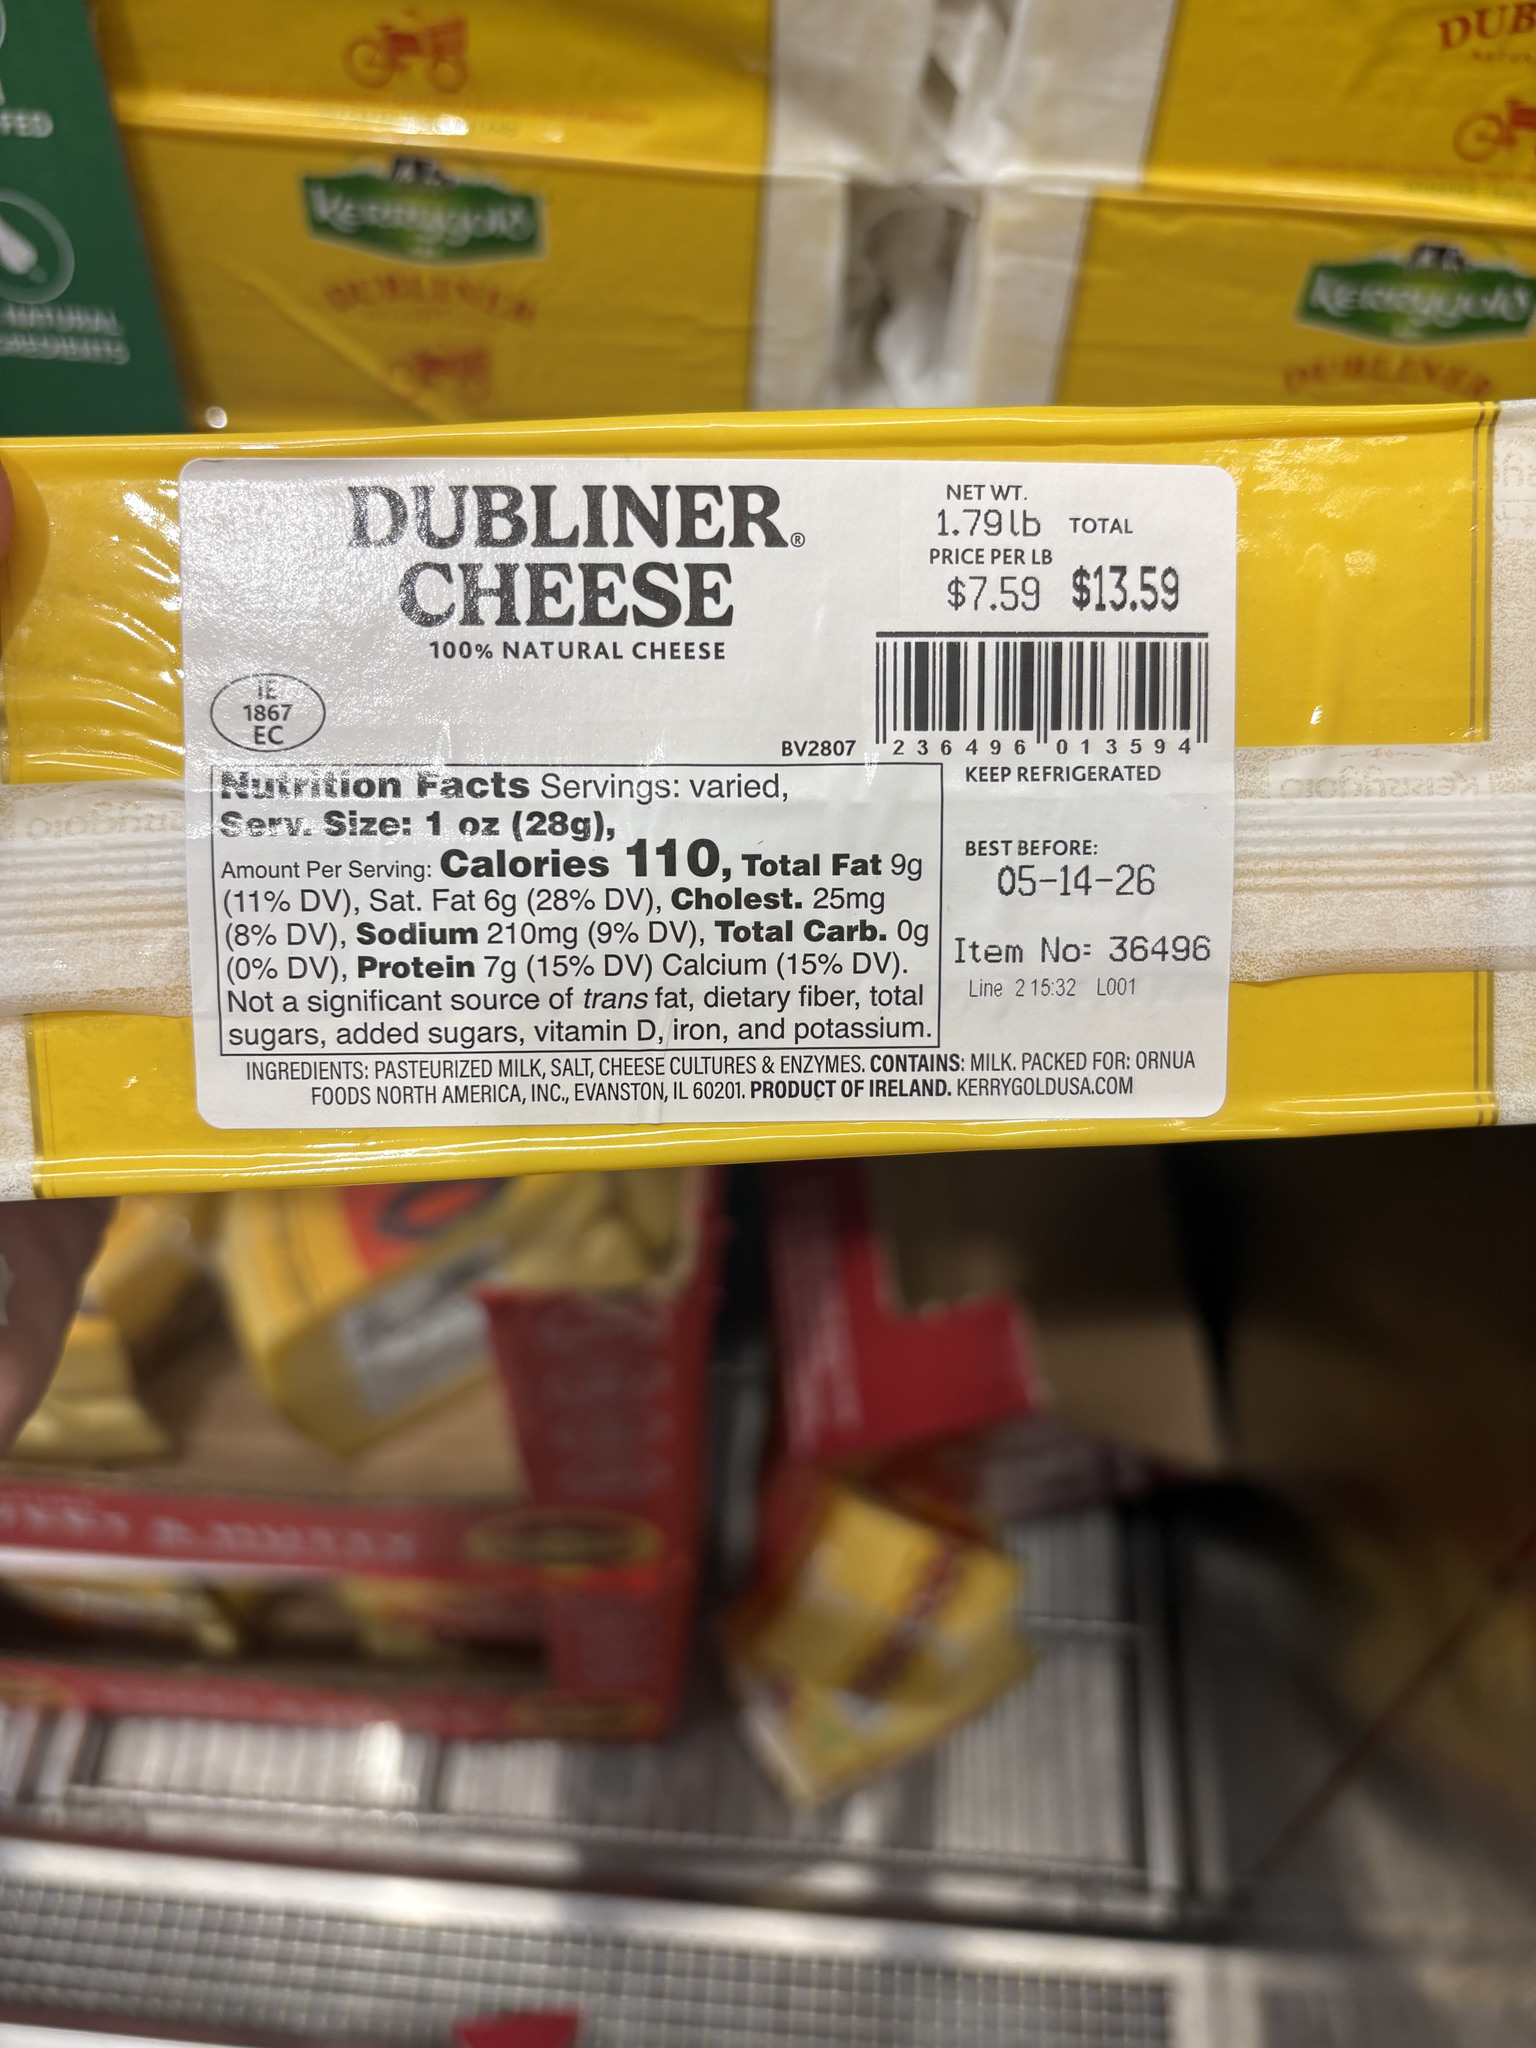 FED
NATURAL
Kerrygold
DUBLINER
DUB
Kerrygold
DUBLINER
DUBLINER®
CHEESE
100% NATURAL CHEESE
IE
1867
EC
BV2807
NET WT.
1.79 lb TOTAL
PRICE PER LB
$7.59 $13.59
2 36496 013594
KEEP REFRIGERATED
Nutrition Facts Servings: varied,
Serv. Size: 1 oz (28g),
Amount Per Serving: Calories 110, Total Fat 9g
(11% DV), Sat. Fat 6g (28% DV), Cholest. 25mg
(8% DV), Sodium 210mg (9% DV), Total Carb. 0g
(0% DV), Protein 7g (15% DV) Calcium (15% DV).
Not a significant source of trans fat, dietary fiber, total
sugars, added sugars, vitamin D, iron, and potassium.
BEST BEFORE:
05-14-26
Item No: 36496
Line 2 15:32 L001
INGREDIENTS: PASTEURIZED MILK, SALT, CHEESE CULTURES & ENZYMES. CONTAINS: MILK. PACKED FOR: ORNUA
FOODS NORTH AMERICA, INC., EVANSTON, IL 60201. PRODUCT OF IRELAND. KERRYGOLDUSA.COM